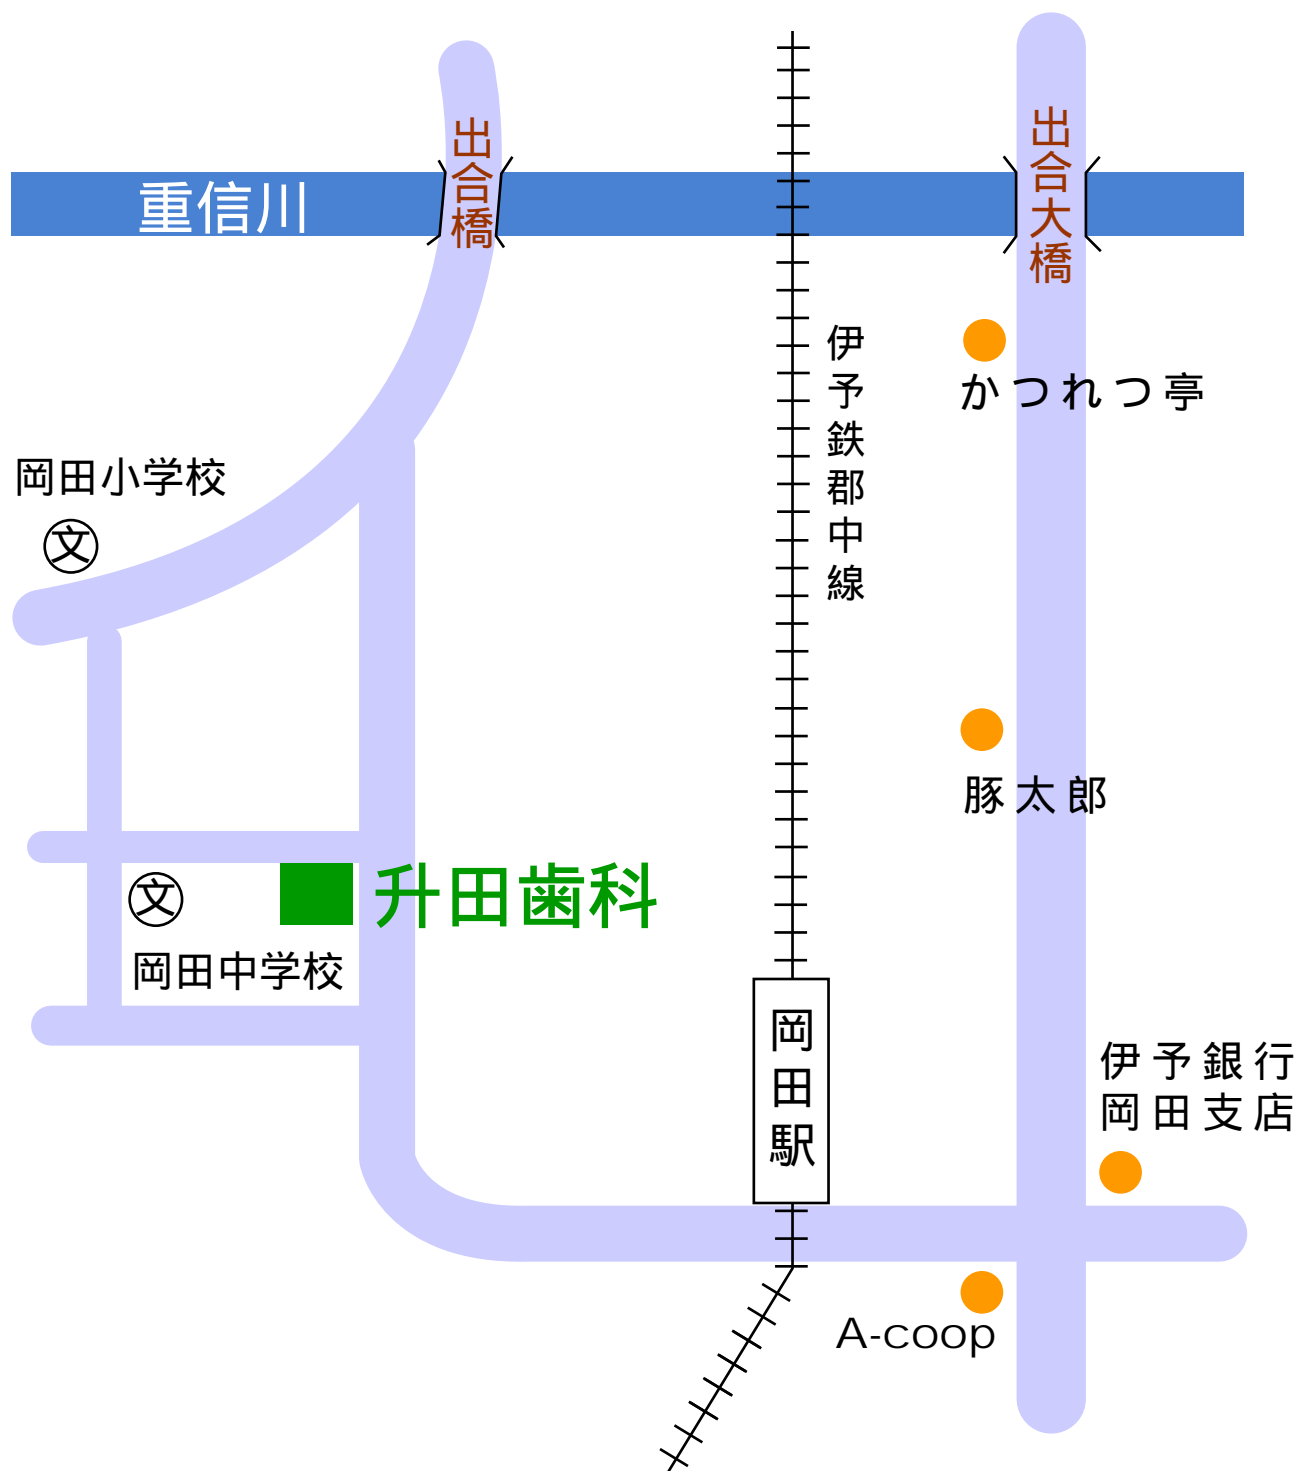 出合橋
出合大橋
重信川
伊予鉄郡中線
かつれつ亭
岡田小学校
文
豚太郎
升田歯科
文
岡田中学校
岡田駅
伊予銀行
岡田支店
A-coop